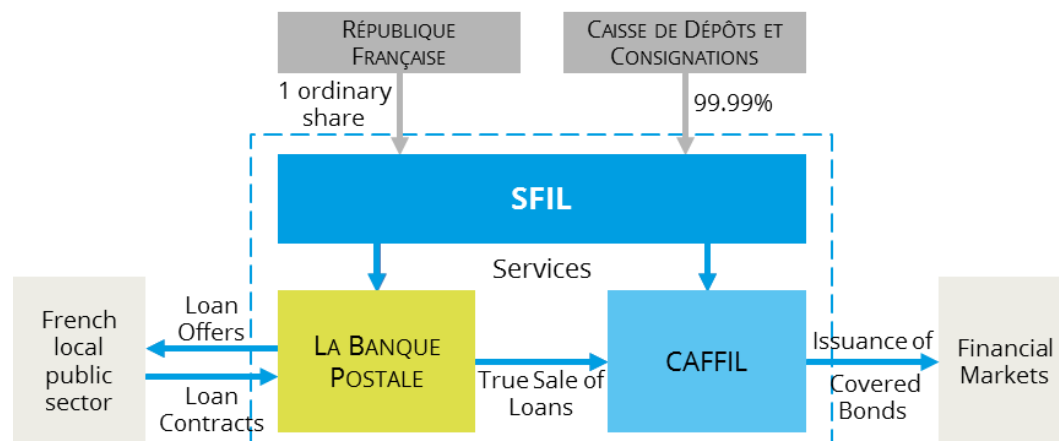 RÉPUBLIQUE
FRANÇAISE
CAISSE DE DÉPÔTS ET
CONSIGNATIONS
1 ordinary
share
99.99%
SFIL
Services
French
local
public
sector
Loan
Offers
Loan
Contracts
LA BANQUE
POSTALE
True Sale of
Loans
CAFFIL
Issuance of
Covered
Bonds
Financial
Markets